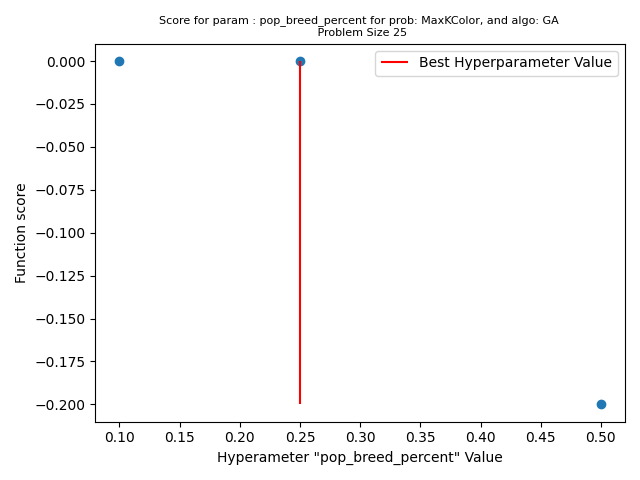 Score for param : pop_breed_percent for prob: MaxKColor, and algo: GA
Problem Size 25
Best Hyperparameter Value
0.000
−0.025
−0.050
−0.075
−0.100
−0.125
−0.150
−0.175
−0.200
Function score
0.10 0.15 0.20 0.25 0.30 0.35 0.40 0.45 0.50
Hyperameter "pop_breed_percent" Value